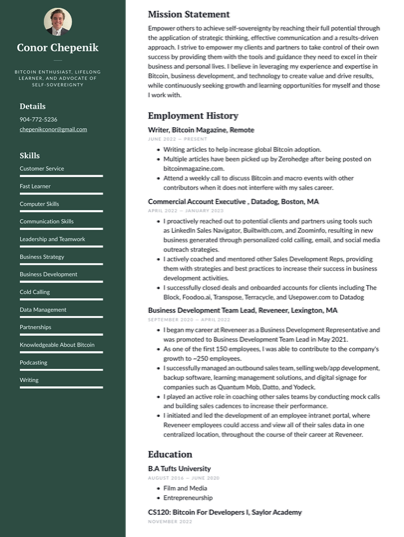 Conor Chepenik
BITCOIN ENTHUSIAST, LIFELONG
LEARNER, AND ADVOCATE OF
SELF-SOVEREIGNTY
Details
904-772-5236
chepenikconor@gmail.com
Skills
Customer Service
Fast Learner
Computer Skills
Communication Skills
Leadership and Teamwork
Business Strategy
Business Development
Cold Calling
Data Management
Partnerships
Knowledgeable About Bitcoin
Podcasting
Writing
Mission Statement
Empower others to achieve self-sovereignty by reaching their full potential through
the application of strategic thinking, effective communication and a results-driven
approach. I strive to empower my clients and partners to take control of their own
success by providing them with the tools and guidance they need to excel in their
business and personal lives. I believe in leveraging my experience and expertise in
Bitcoin, business development, and technology to create value and drive results,
while continuously seeking growth and learning opportunities for myself and those
I work with.
Employment History
Writer, Bitcoin Magazine, Remote
JUNE 2022 — PRESENT
• Writing articles to help increase global Bitcoin adoption.
• Multiple articles have been picked up by Zerohedge after being posted on
bitcoinmagazine.com.
• Attend a weekly call to discuss Bitcoin and macro events with other
contributors when it does not interfere with my sales career.
Commercial Account Executive , Datadog, Boston, MA
APRIL 2022 — JANUARY 2023
• I proactively reached out to potential clients and partners using tools such
as LinkedIn Sales Navigator, Builtwith.com, and Zoominfo, resulting in new
business generated through personalized cold calling, email, and social media
outreach strategies.
• I actively coached and mentored other Sales Development Reps, providing
them with strategies and best practices to increase their success in business
development activities.
• I successfully closed deals and onboarded accounts for clients including The
Block, Foodoo.ai, Transpose, Terracycle, and Usepower.com to Datadog
Business Development Team Lead, Reveneer, Lexington, MA
SEPTEMBER 2020 — APRIL 2022
• I began my career at Reveneer as a Business Development Representative and
was promoted to Business Development Team Lead in May 2021.
• As one of the first 150 employees, I was able to contribute to the company's
growth to ~250 employees.
• I successfully managed an outbound sales team, selling web/app development,
backup software, learning management solutions, and digital signage for
companies such as Quantum Mob, Datto, and Yodeck.
• I played an active role in coaching other sales teams by conducting mock calls
and building sales cadences to increase their performance.
• I initiated and led the development of an employee intranet portal, where
Reveneer employees could access and view all of their sales data in one
centralized location, throughout the course of their career at Reveneer.
Education
B.A Tufts University
AUGUST 2016 — JUNE 2020
• Film and Media
• Entrepreneurship
CS120: Bitcoin For Developers I, Saylor Academy
NOVEMBER 2022